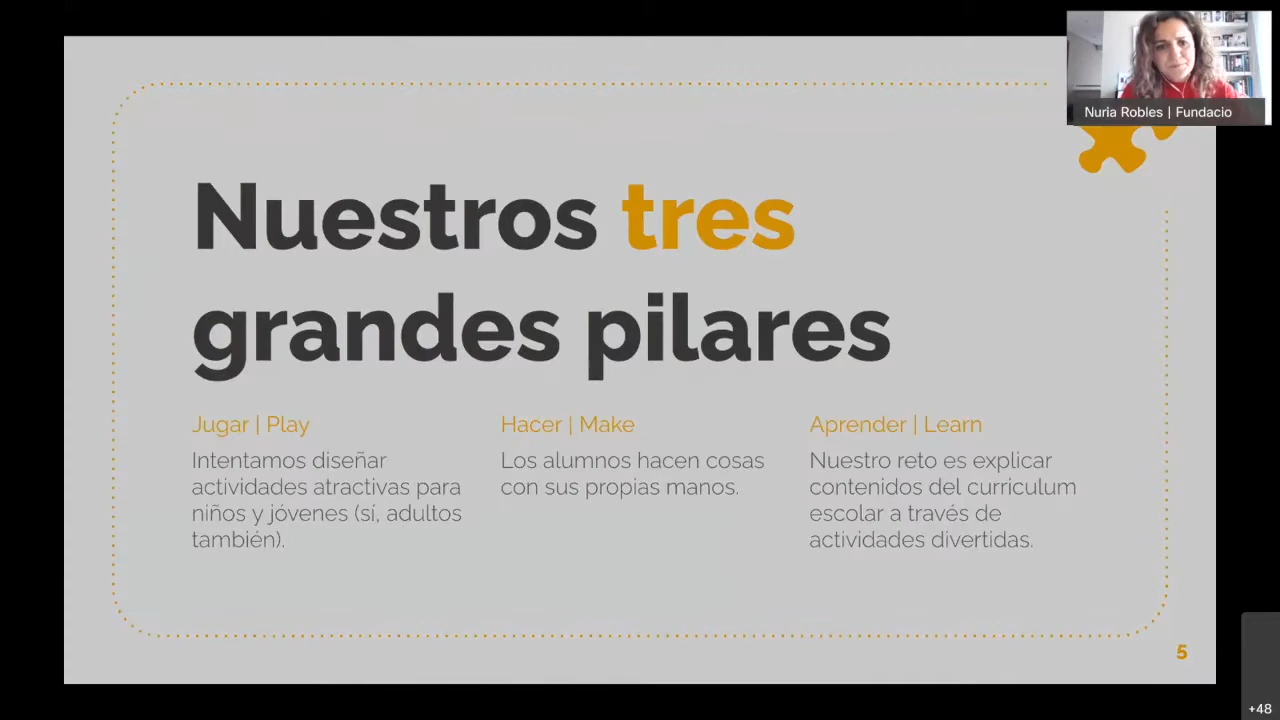 Nuria Robles | Fundacio
Nuestros tres
grandes pilares
Jugar | Play
Intentamos diseñar
actividades atractivas para
niños y jóvenes (sí, adultos
también).
Hacer | Make
Los alumnos hacen cosas
con sus propias manos.
Aprender | Learn
Nuestro reto es explicar
contenidos del curriculum
escolar a través de
actividades divertidas.
5
+48